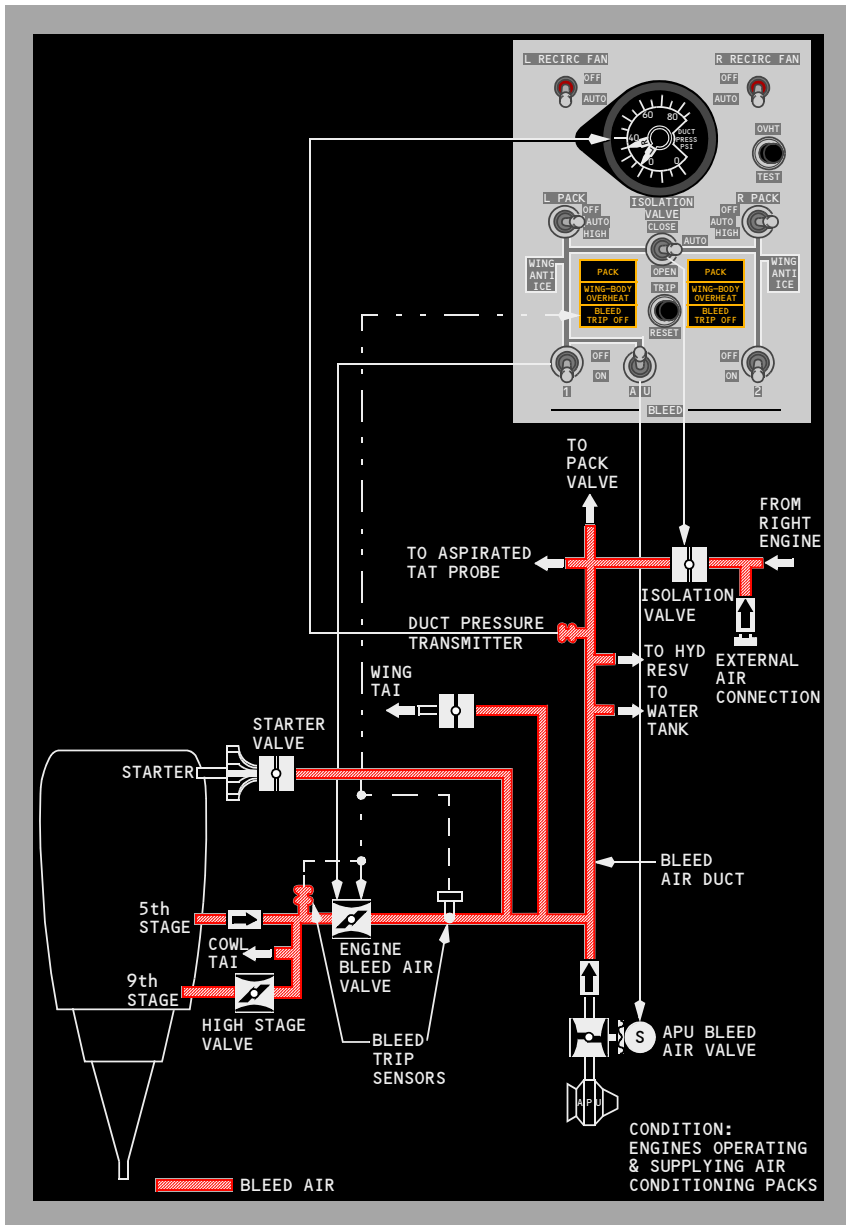 L RECIRC FAN
R RECIRC FAN
OFF
AUTO
OFF
AUTO
60
80
40
0
0
DUCT
PRESS
PSI
OVHT
TEST
L PACK
OFF
AUTO
HIGH
ISOLATION
VALVE
CLOSE
AUTO
OPEN
R PACK
OFF
AUTO
HIGH
WING
ANTI
ICE
WING
ANTI
ICE
PACK
WING-BODY
OVERHEAT
BLEED
TRIP OFF
TRIP
RESET
PACK
WING-BODY
OVERHEAT
BLEED
TRIP OFF
OFF
ON
OFF
ON
1
APU
2
BLEED
TO
PACK
VALVE
FROM
RIGHT
ENGINE
TO ASPIRATED
TAT PROBE
ISOLATION
VALVE
DUCT PRESSURE
TRANSMITTER
TO HYD
RESV
EXTERNAL
AIR
CONNECTION
WING
TAI
TO
WATER
TANK
STARTER
VALVE
STARTER
BLEED
AIR DUCT
5th
STAGE
COWL
TAI
ENGINE
BLEED AIR
VALVE
9th
STAGE
HIGH STAGE
VALVE
BLEED
TRIP
SENSORS
S
APU BLEED
AIR VALVE
APU
CONDITION:
ENGINES OPERATING
& SUPPLYING AIR
CONDITIONING PACKS
BLEED AIR